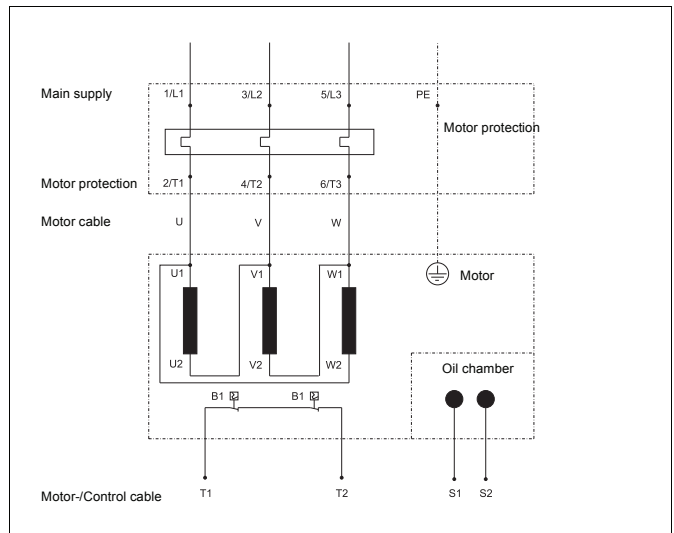 Main supply 1/L1 3/L2 5/L3 PE
Motor protection
Motor protection 2/T1 4/T2 6/T3
Motor cable U V W
U1 V1 W1 Motor
U2 V2 W2
Oil chamber
B1 B1
Motor-/Control cable T1 T2 S1 S2